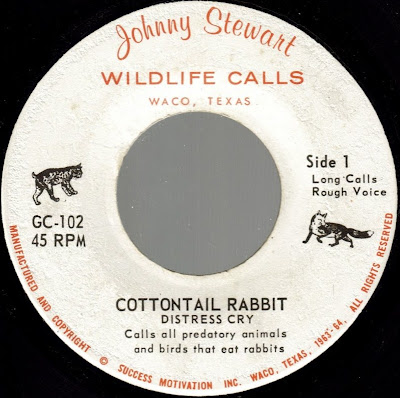 Johnny Stewart
WILDLIFE CALLS
WACO, TEXAS
Side 1
Long Calls
Rough Voice
GC-102
45 RPM
COTTONTAIL RABBIT
DISTRESS CRY
Calls all predatory animals
and birds that eat rabbits
MANUFACTURED AND COPYRIGHT © SUCCESS MOTIVATION INC. WACO, TEXAS, 1963-64, ALL RIGHTS RESERVED